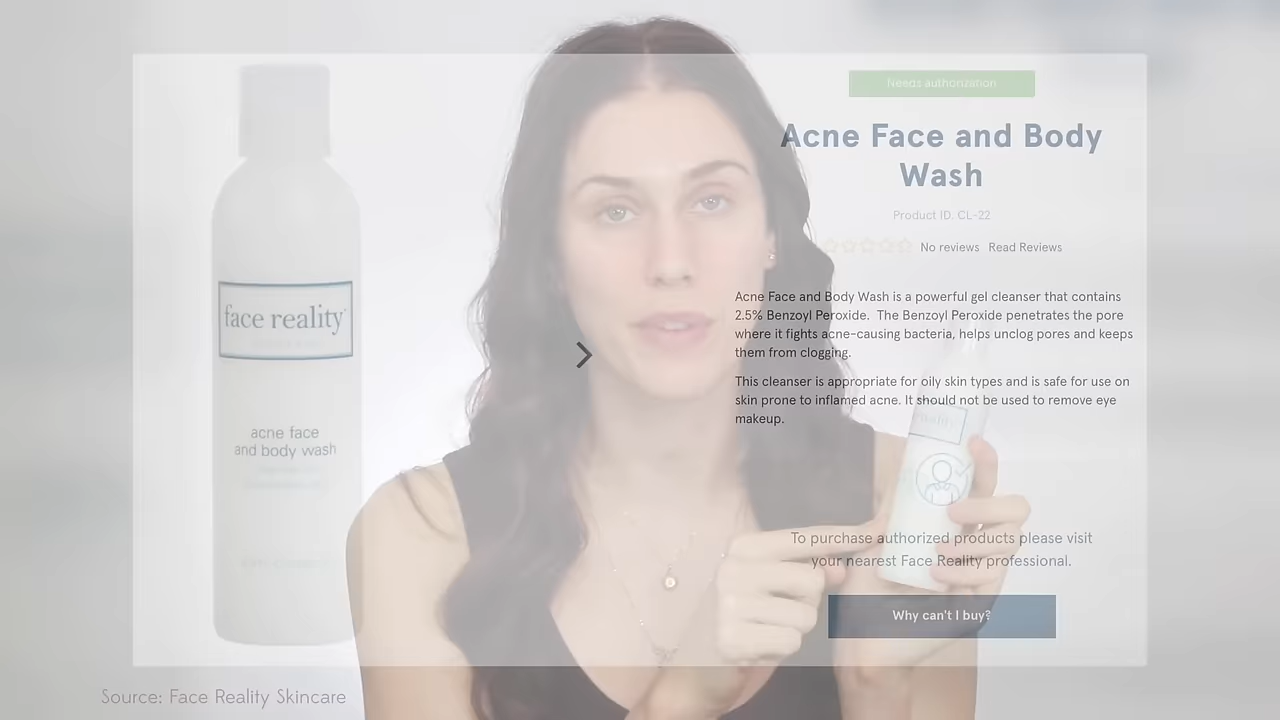 face reality
acne face
and body wash
Needs authorization
Acne Face and Body
Wash
Product ID. CL-22
No reviews Read Reviews
Acne Face and Body Wash is a powerful gel cleanser that contains
2.5% Benzoyl Peroxide. The Benzoyl Peroxide penetrates the pore
where it fights acne-causing bacteria, helps unclog pores and keeps
them from clogging.
This cleanser is appropriate for oily skin types and is safe for use on
skin prone to inflamed acne. It should not be used to remove eye
makeup.
To purchase authorized products please visit
your nearest Face Reality professional.
Why can't I buy?
Source: Face Reality Skincare